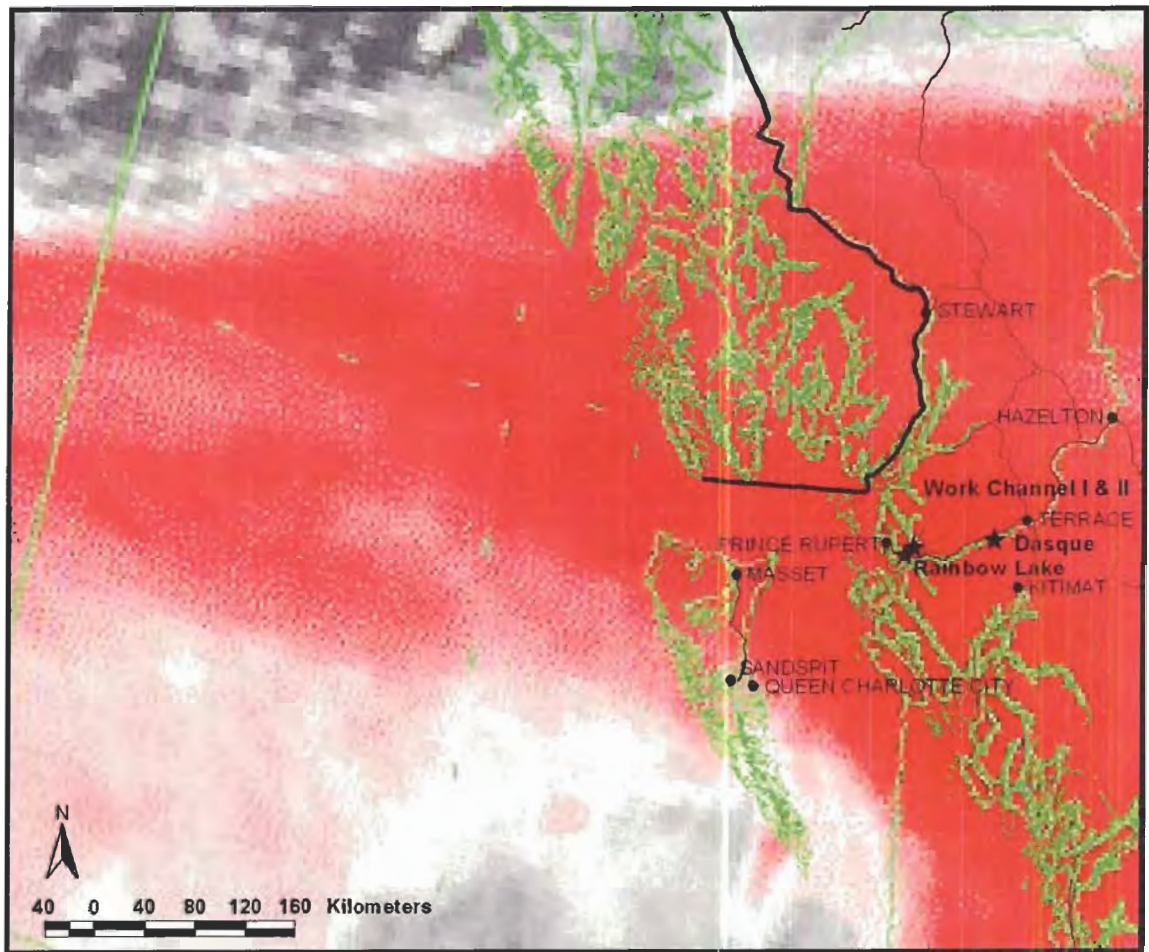 STEWART
HAZELTON
Work Channel I & II
TERRACE
PRINCE RUPERT
Dasque
Rainbow Lake
MASSET
KITIMAT
SANDSPIT
QUEEN CHARLOTTE CITY
N
40 0 40 80 120 160 Kilometers